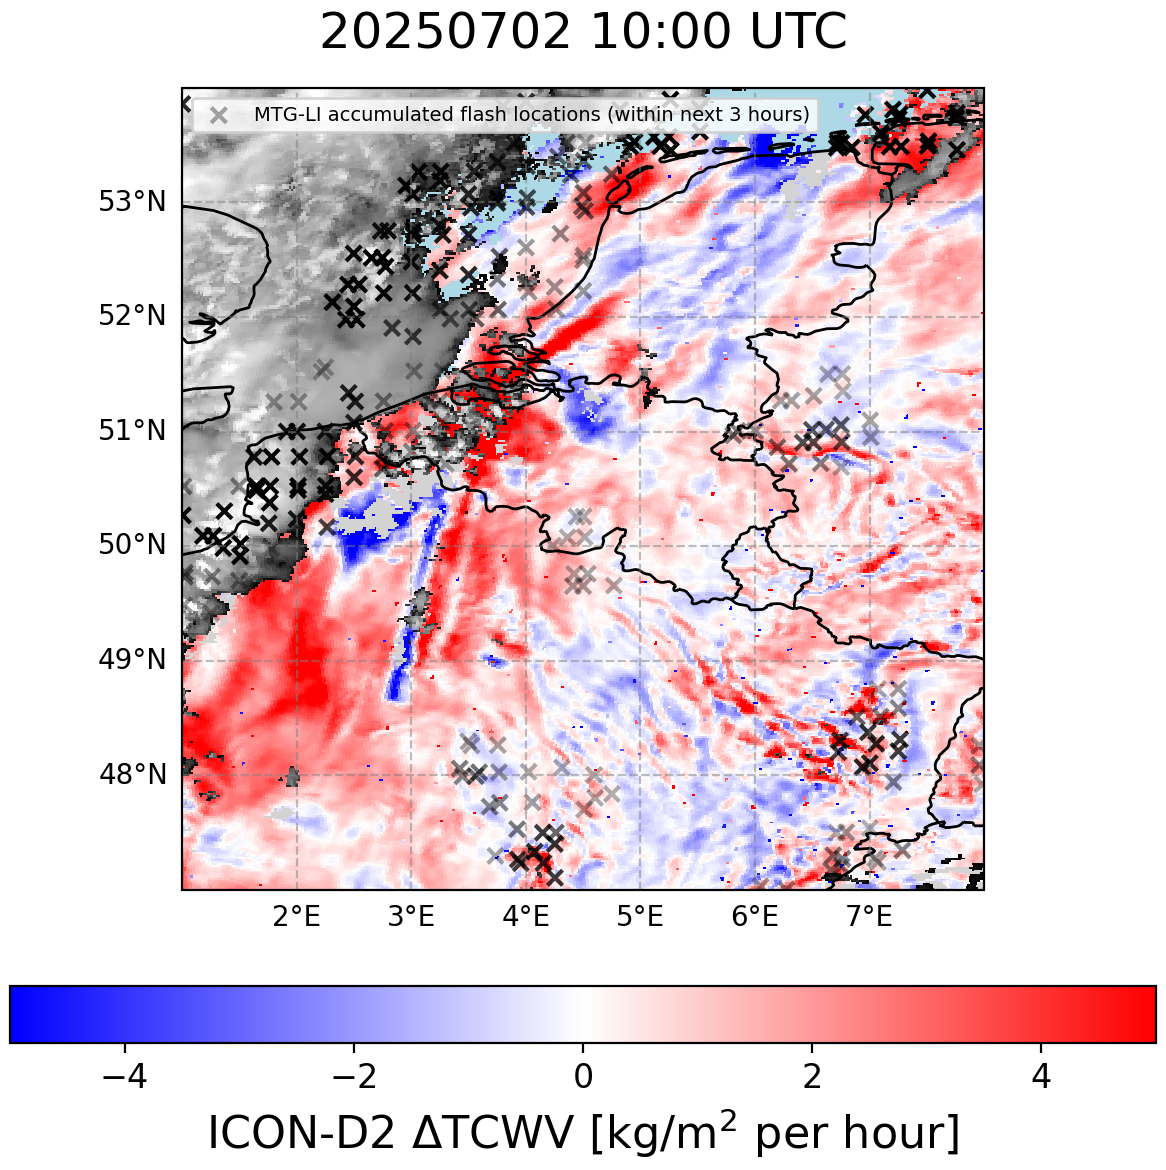 20250702 10:00 UTC
MTG-LI accumulated flash locations (within next 3 hours)
53°N
52°N
51°N
50°N
49°N
48°N
2°E 3°E 4°E 5°E 6°E 7°E
−4 −2 0 2 4
ICON-D2 ΔTCWV [kg/m² per hour]